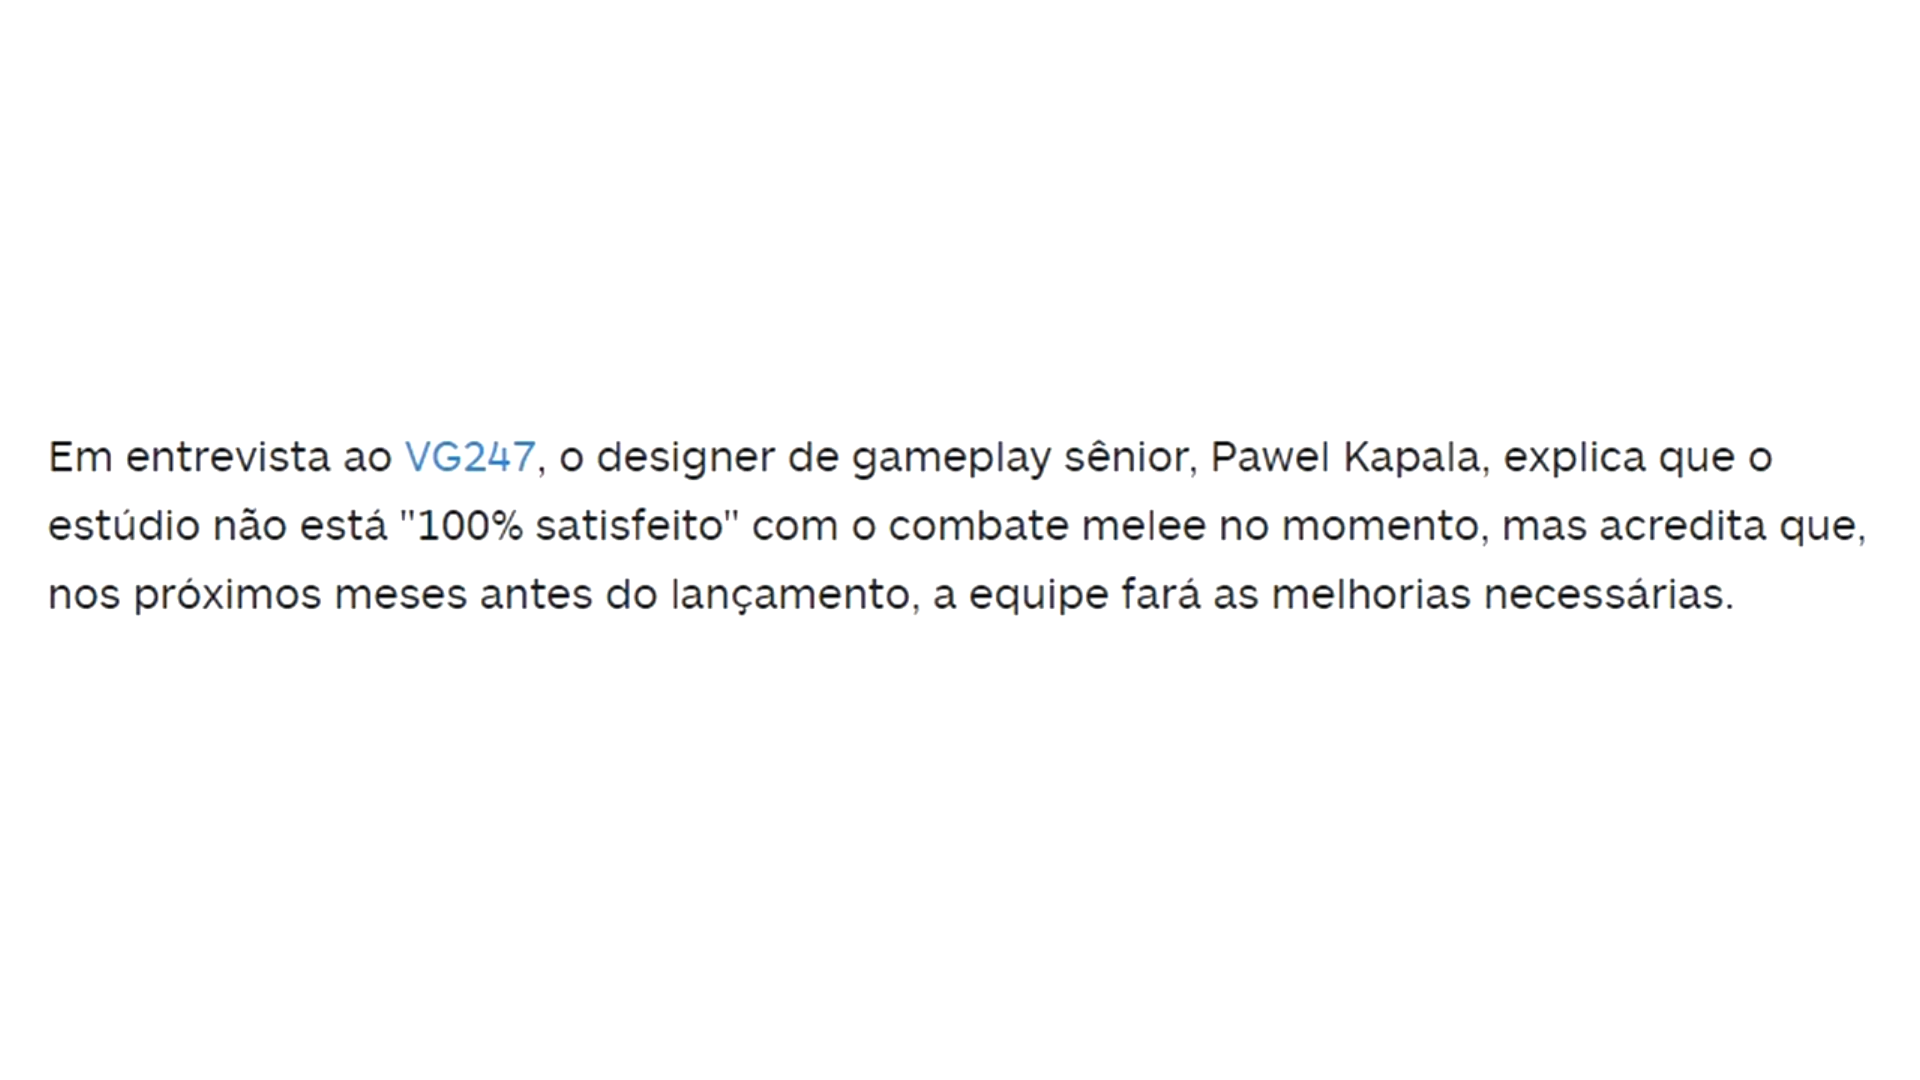 Em entrevista ao VG247, o designer de gameplay sênior, Pawel Kapala, explica que o
estúdio não está "100% satisfeito" com o combate melee no momento, mas acredita que,
nos próximos meses antes do lançamento, a equipe fará as melhorias necessárias.